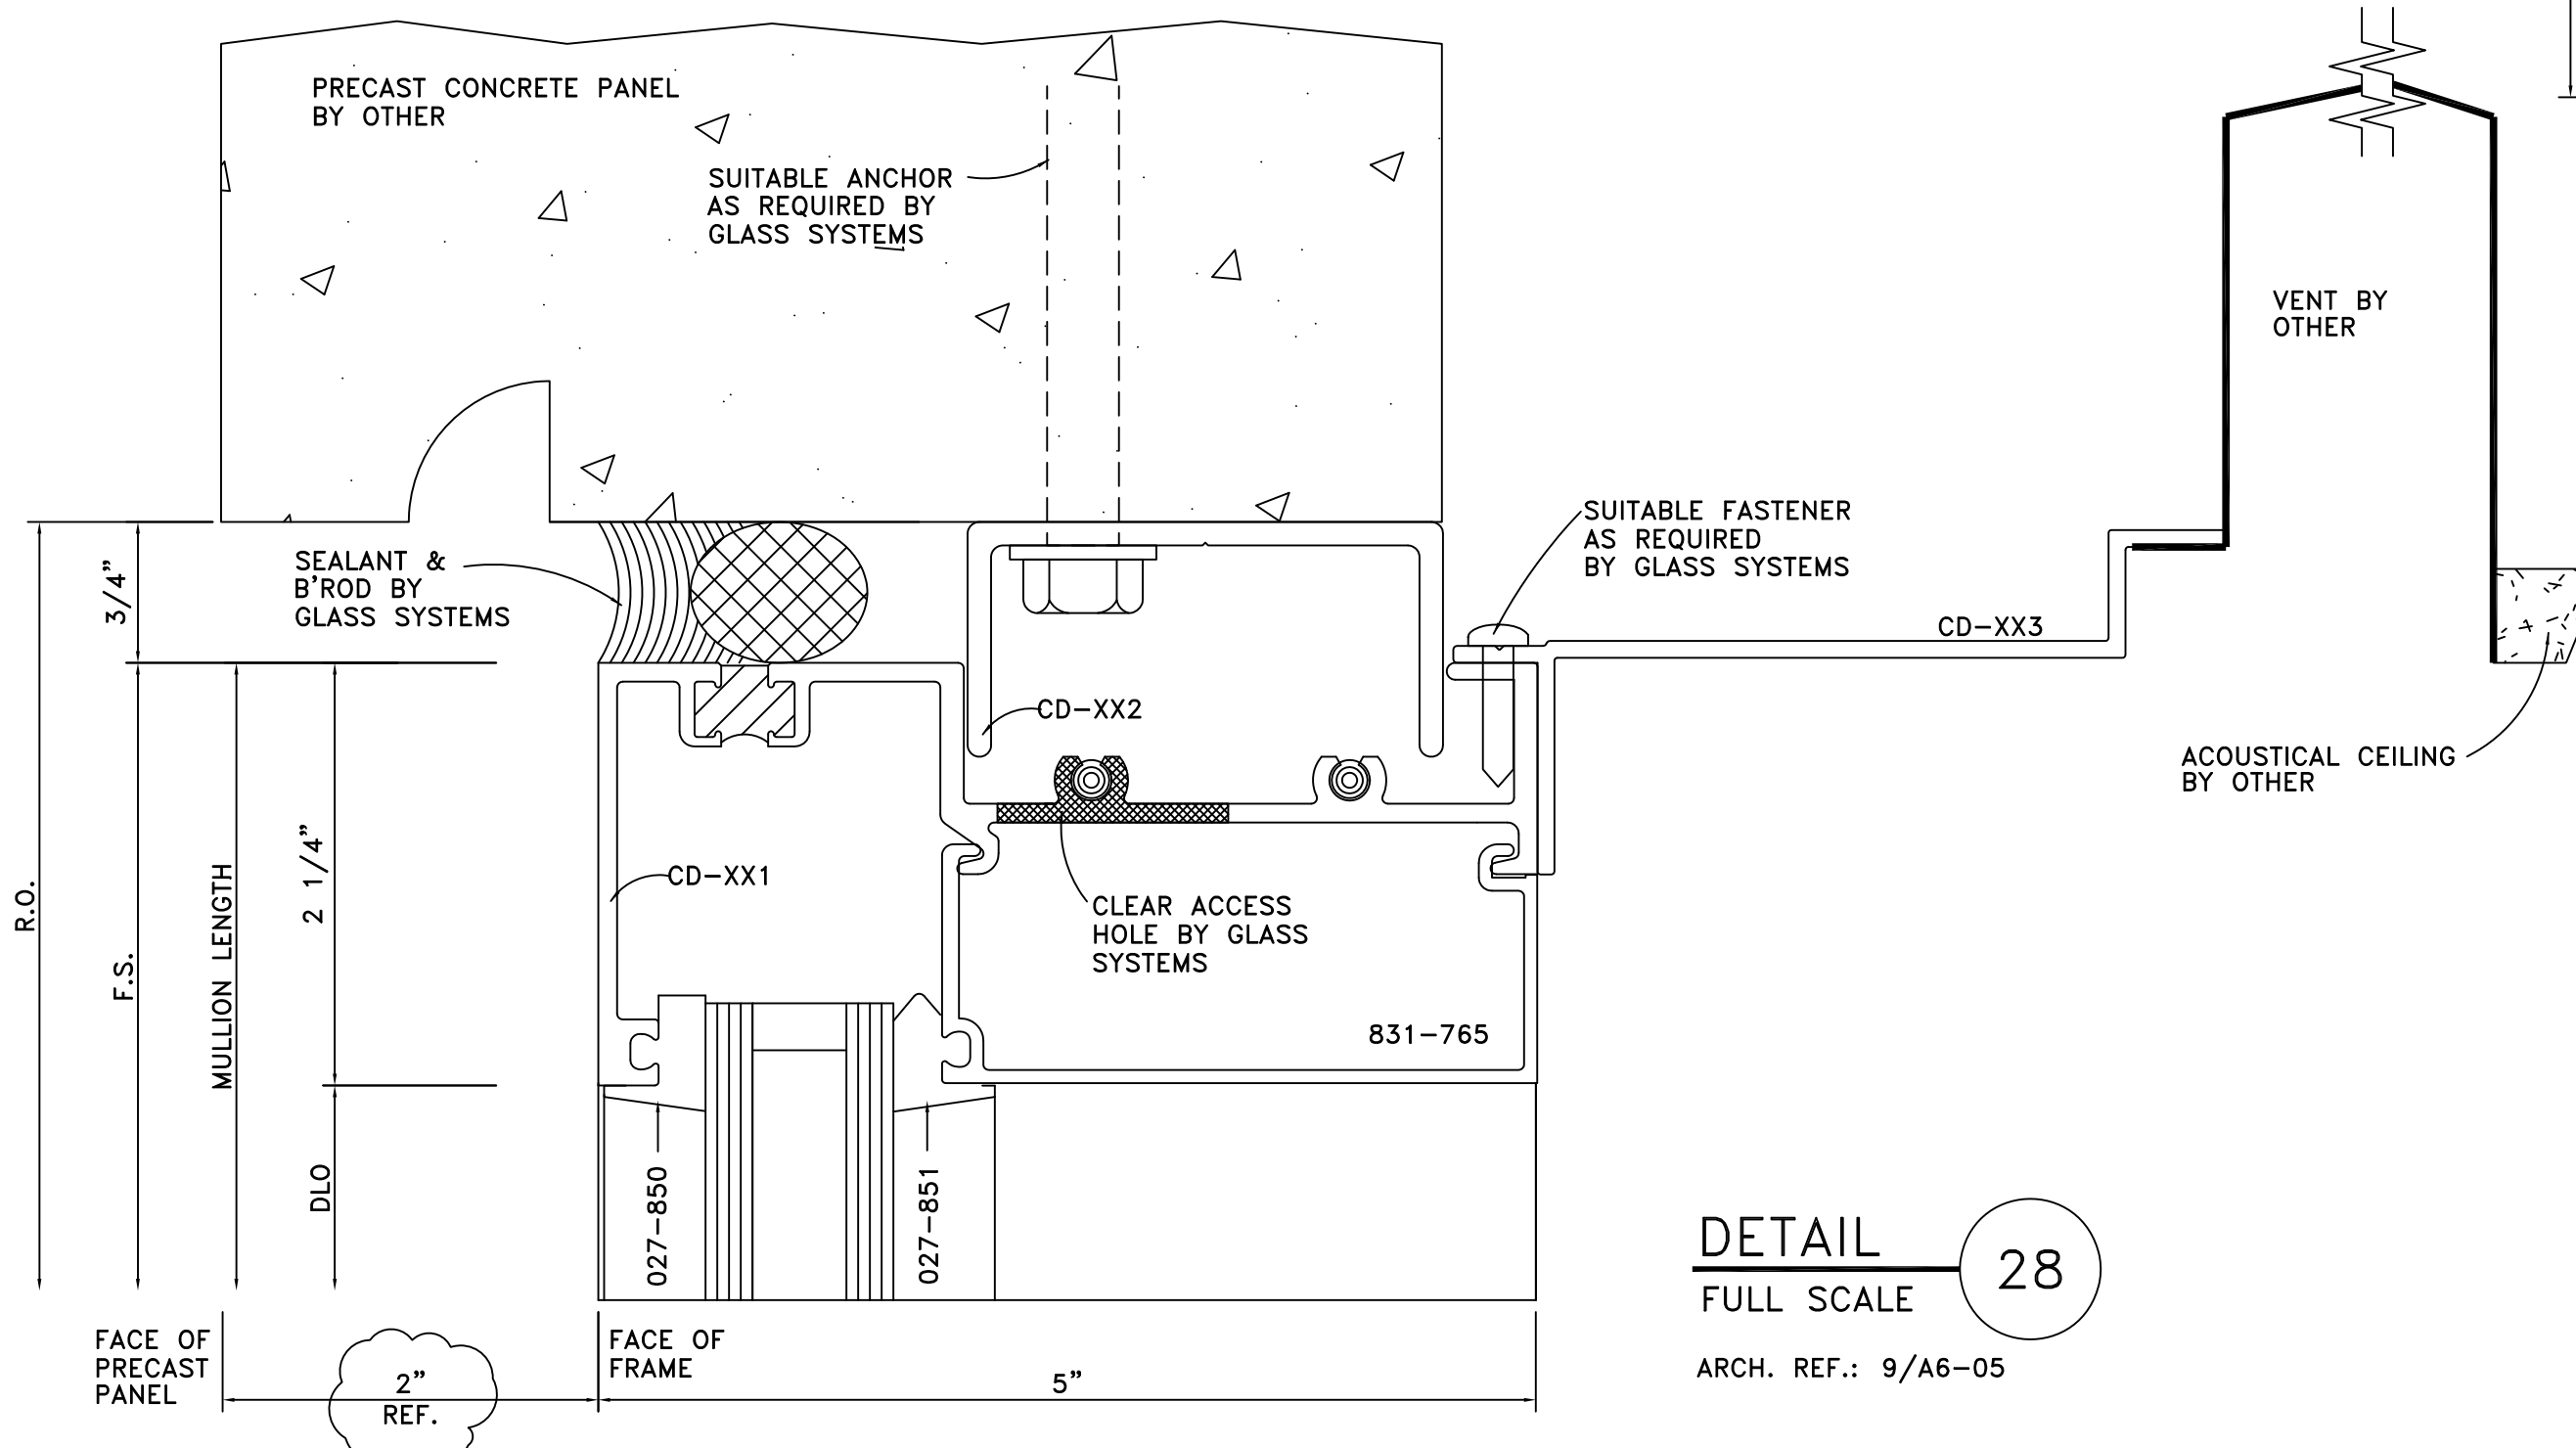 PRECAST CONCRETE PANEL
BY OTHER
SUITABLE ANCHOR
AS REQUIRED BY
GLASS SYSTEMS
VENT BY
OTHER
SUITABLE FASTENER
AS REQUIRED
BY GLASS SYSTEMS
SEALANT &
B'ROD BY
GLASS SYSTEMS
3/4"
CD-XX3
CD-XX2
ACOUSTICAL CEILING
BY OTHER
CD-XX1
2 1/4"
R.O.
F.S.
MULLION LENGTH
CLEAR ACCESS
HOLE BY GLASS
SYSTEMS
831-765
DLO
027-850
027-851
DETAIL
28
FULL SCALE
ARCH. REF.: 9/A6-05
FACE OF
PRECAST
PANEL
FACE OF
FRAME
2"
REF.
5"